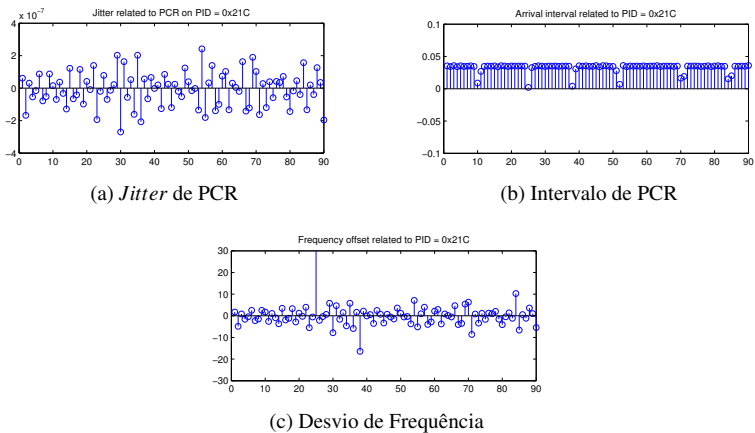 Jitter related to PCR on PID = 0x21C
x 10⁻⁷
4
2
0
−2
−4
0 10 20 30 40 50 60 70 80 90
(a) Jitter de PCR
Arrival interval related to PID = 0x21C
0.1
0.05
0
−0.05
−0.1
0 10 20 30 40 50 60 70 80 90
(b) Intervalo de PCR
Frequency offset related to PID = 0x21C
30
20
10
0
−10
−20
−30
0 10 20 30 40 50 60 70 80 90
(c) Desvio de Frequência